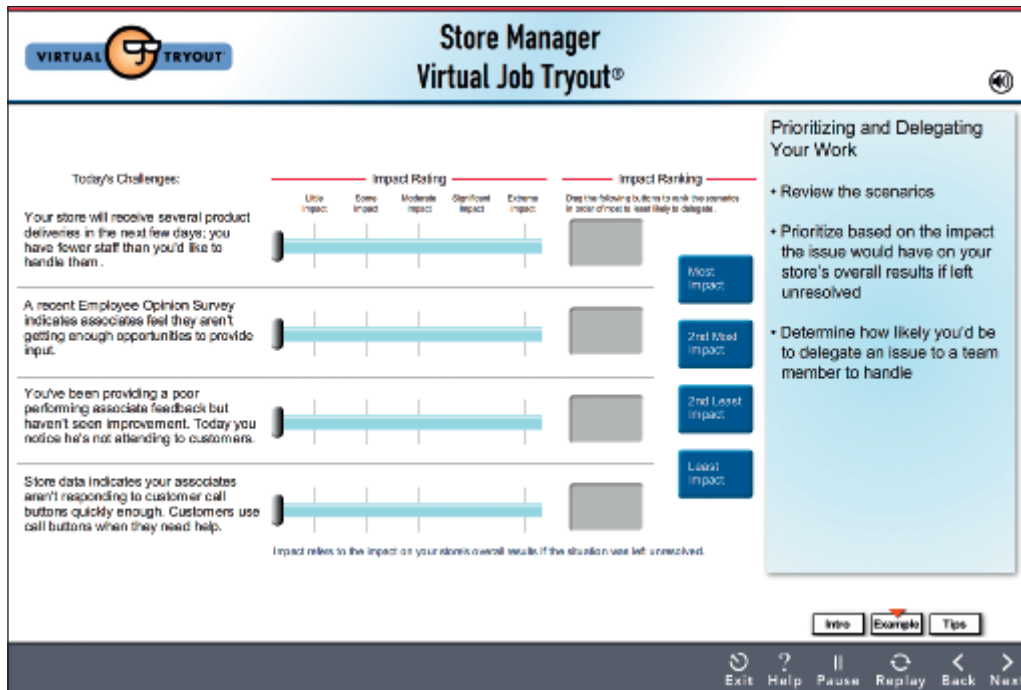 VIRTUAL TRYOUT
Store Manager
Virtual Job Tryout®
Today's Challenges:
Impact Rating
Impact Ranking
Little Impact
Some Impact
Moderate Impact
Significant Impact
Extreme Impact
Drag the following buttons to rank the scenarios
in order of most to least likely to delegate.
Your store will receive several product
deliveries in the next few days; you
have fewer staff than you'd like to
handle them.
A recent Employee Opinion Survey
indicates associates feel they aren't
getting enough opportunities to provide
input.
You've been providing a poor
performing associate feedback but
haven't seen improvement. Today you
notice he's not attending to customers.
Store data indicates your associates
aren't responding to customer call
buttons quickly enough. Customers use
call buttons when they need help.
Most
Impact
2nd Most
Impact
2nd Least
Impact
Least
Impact
Impact refers to the impact on your store's overall results if the situation was left unresolved.
Prioritizing and Delegating
Your Work
• Review the scenarios
• Prioritize based on the impact
the issue would have on your
store's overall results if left
unresolved
• Determine how likely you'd be
to delegate an issue to a team
member to handle
Intro Example Tips
Exit Help Pause Replay Back Next